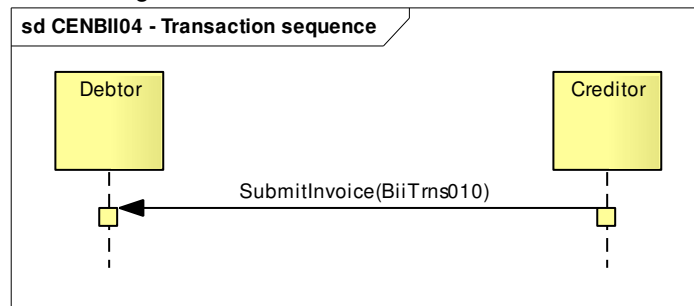 sd CENBII04 - Transaction sequence
Debtor
Creditor
SubmitInvoice(BiiTrns010)